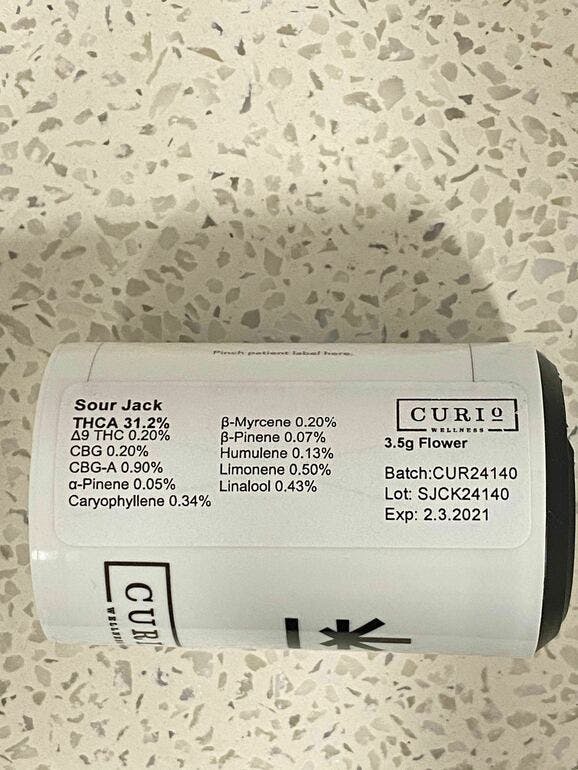 Pinch patient label here.
Sour Jack
THCA 31.2%
Δ9 THC 0.20%
CBG 0.20%
CBG-A 0.90%
α-Pinene 0.05%
Caryophyllene 0.34%
β-Myrcene 0.20%
β-Pinene 0.07%
Humulene 0.13%
Limonene 0.50%
Linalool 0.43%
CURIO
WELLNESS
3.5g Flower
Batch:CUR24140
Lot: SJCK24140
Exp: 2.3.2021
CURI